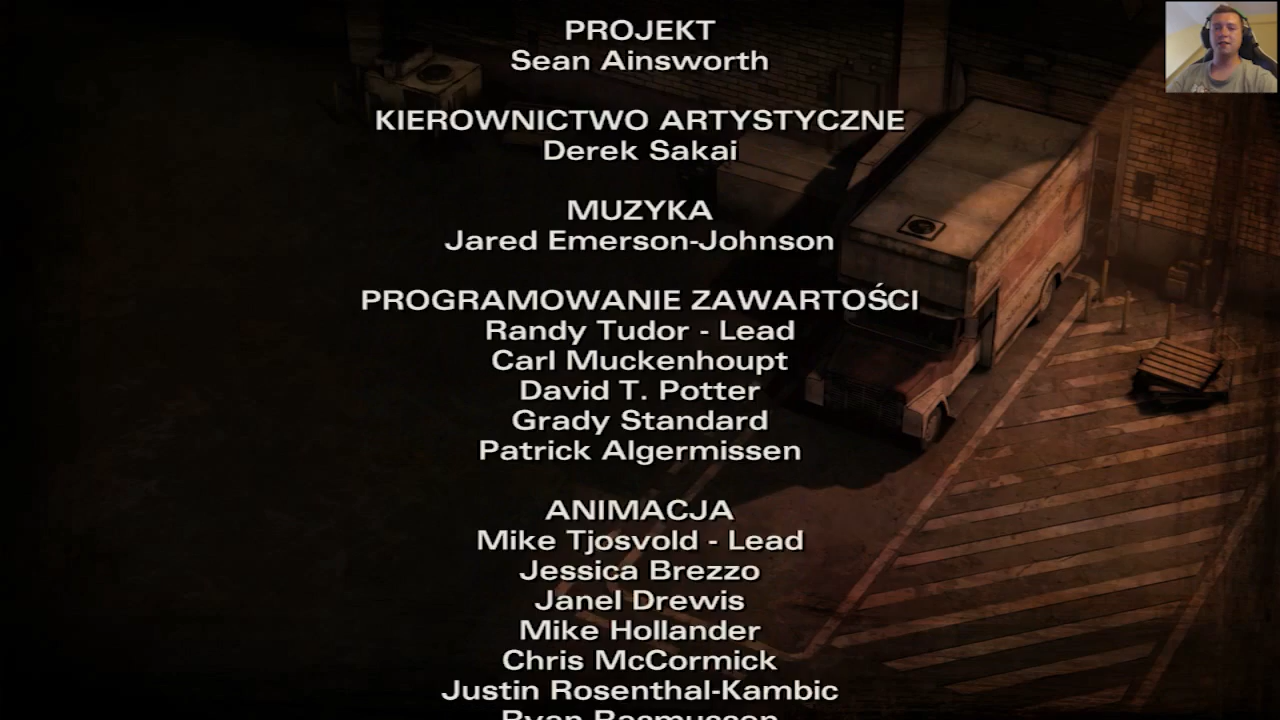 PROJEKT
Sean Ainsworth
KIEROWNICTWO ARTYSTYCZNE
Derek Sakai
MUZYKA
Jared Emerson-Johnson
PROGRAMOWANIE ZAWARTOŚCI
Randy Tudor - Lead
Carl Muckenhoupt
David T. Potter
Grady Standard
Patrick Algermissen
ANIMACJA
Mike Tjosvold - Lead
Jessica Brezzo
Janel Drewis
Mike Hollander
Chris McCormick
Justin Rosenthal-Kambic
Ryan Rasmussen